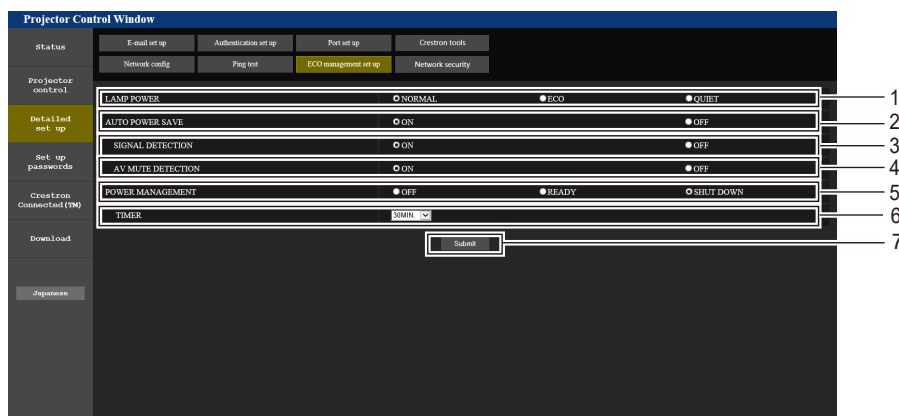 Projector Control Window
Status
E-mail set up
Authentication set up
Port set up
Crestron tools
Network config
Ping test
ECO management set up
Network security
Projector
control
Detailed
set up
Set up
passwords
Crestron
Connected(TM)
Download
Japanese
LAMP POWER NORMAL ECO QUIET 1
AUTO POWER SAVE ON OFF 2
SIGNAL DETECTION ON OFF 3
AV MUTE DETECTION ON OFF 4
POWER MANAGEMENT OFF READY SHUT DOWN 5
TIMER 30MIN. 6
Submit 7